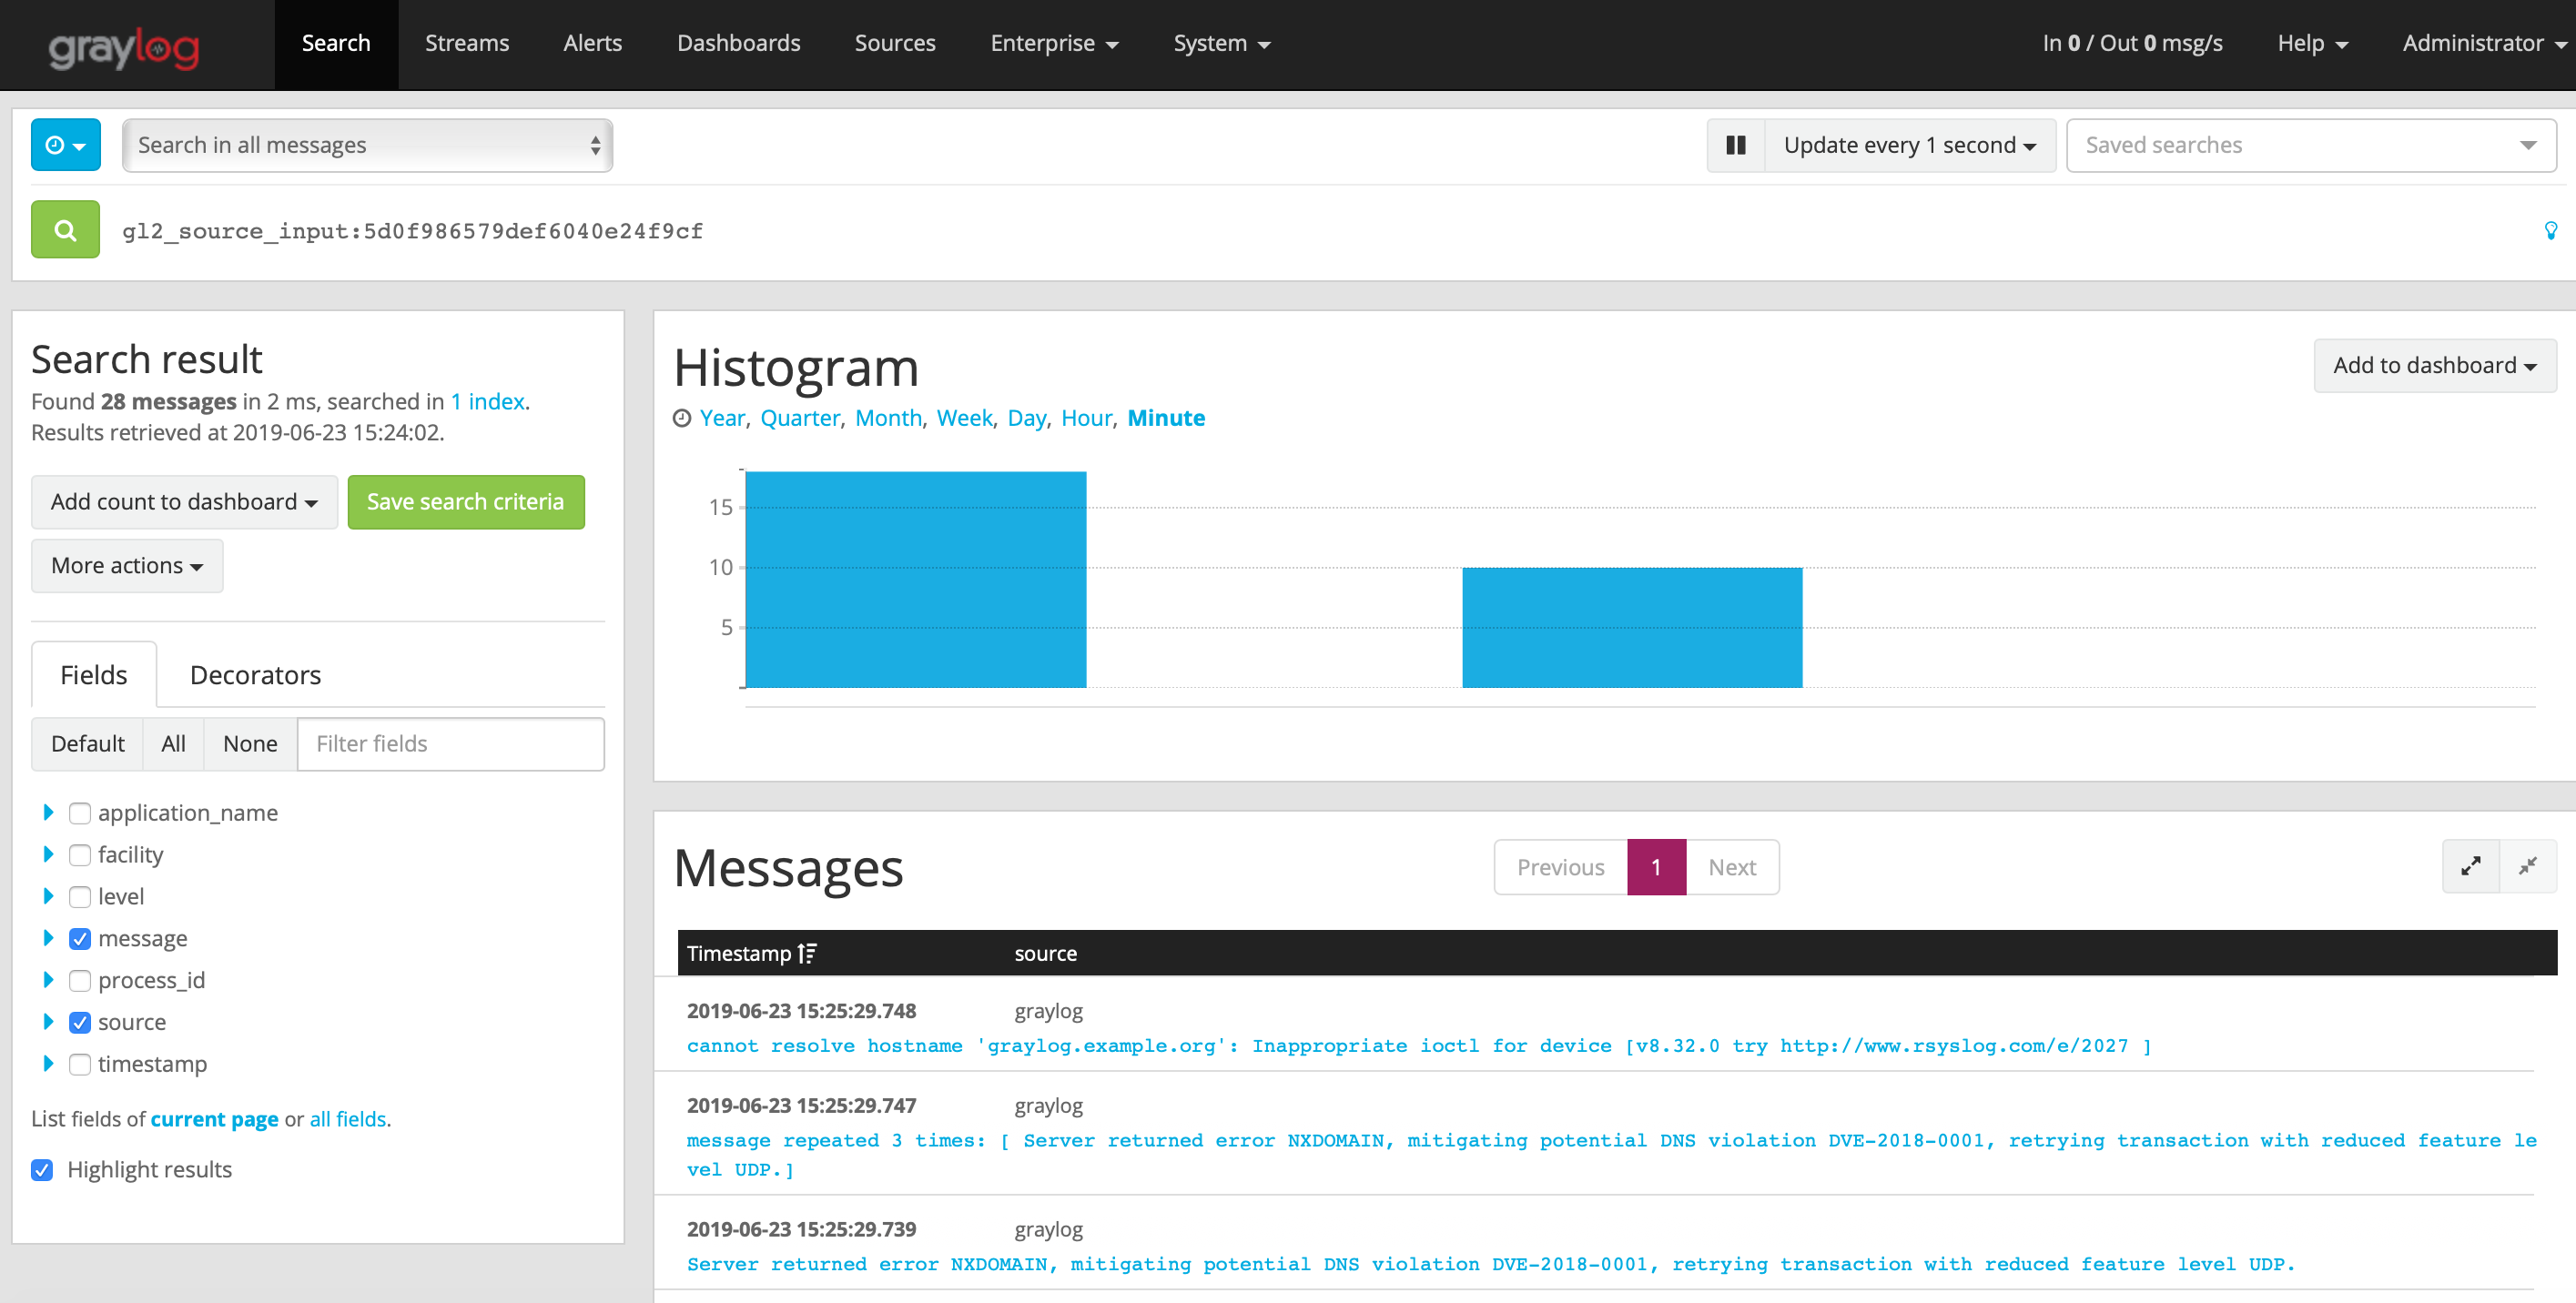 graylog Search Streams Alerts Dashboards Sources Enterprise System In 0 / Out 0 msg/s Help Administrator
Search in all messages Update every 1 second Saved searches
gl2_source_input:5d0f986579def6040e24f9cf
Search result
Found 28 messages in 2 ms, searched in 1 index.
Results retrieved at 2019-06-23 15:24:02.
Add count to dashboard Save search criteria
More actions
Fields Decorators
Default All None Filter fields
application_name
facility
level
message
process_id
source
timestamp
List fields of current page or all fields.
Highlight results
Histogram Add to dashboard
Year, Quarter, Month, Week, Day, Hour, Minute
15
10
5
Messages Previous 1 Next
Timestamp source
2019-06-23 15:25:29.748 graylog
cannot resolve hostname 'graylog.example.org': Inappropriate ioctl for device [v8.32.0 try http://www.rsyslog.com/e/2027 ]
2019-06-23 15:25:29.747 graylog
message repeated 3 times: [ Server returned error NXDOMAIN, mitigating potential DNS violation DVE-2018-0001, retrying transaction with reduced feature le
vel UDP.]
2019-06-23 15:25:29.739 graylog
Server returned error NXDOMAIN, mitigating potential DNS violation DVE-2018-0001, retrying transaction with reduced feature level UDP.